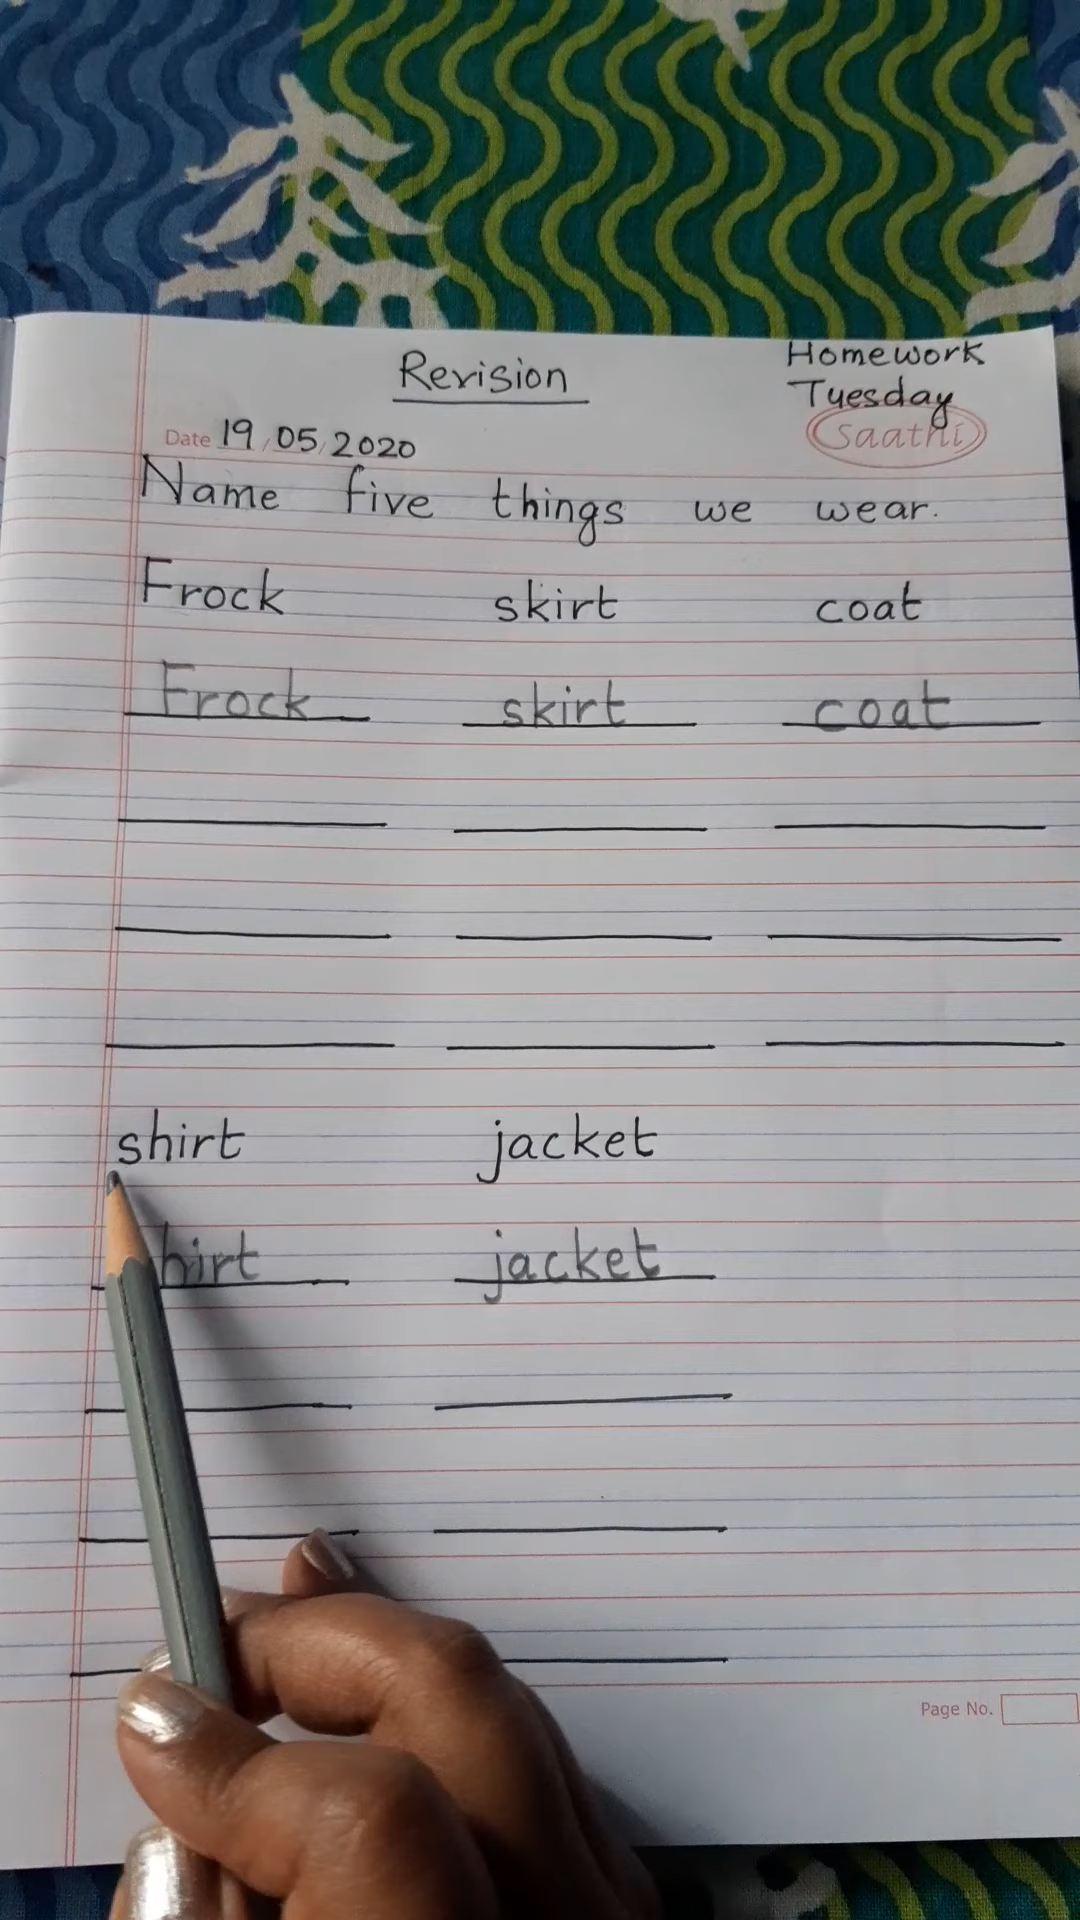 Revision
Homework
Tuesday
saathi
Date 19/05/2020
Name five things we wear.
Frock skirt coat
Frock skirt coat
shirt jacket
hirt jacket
Page No.